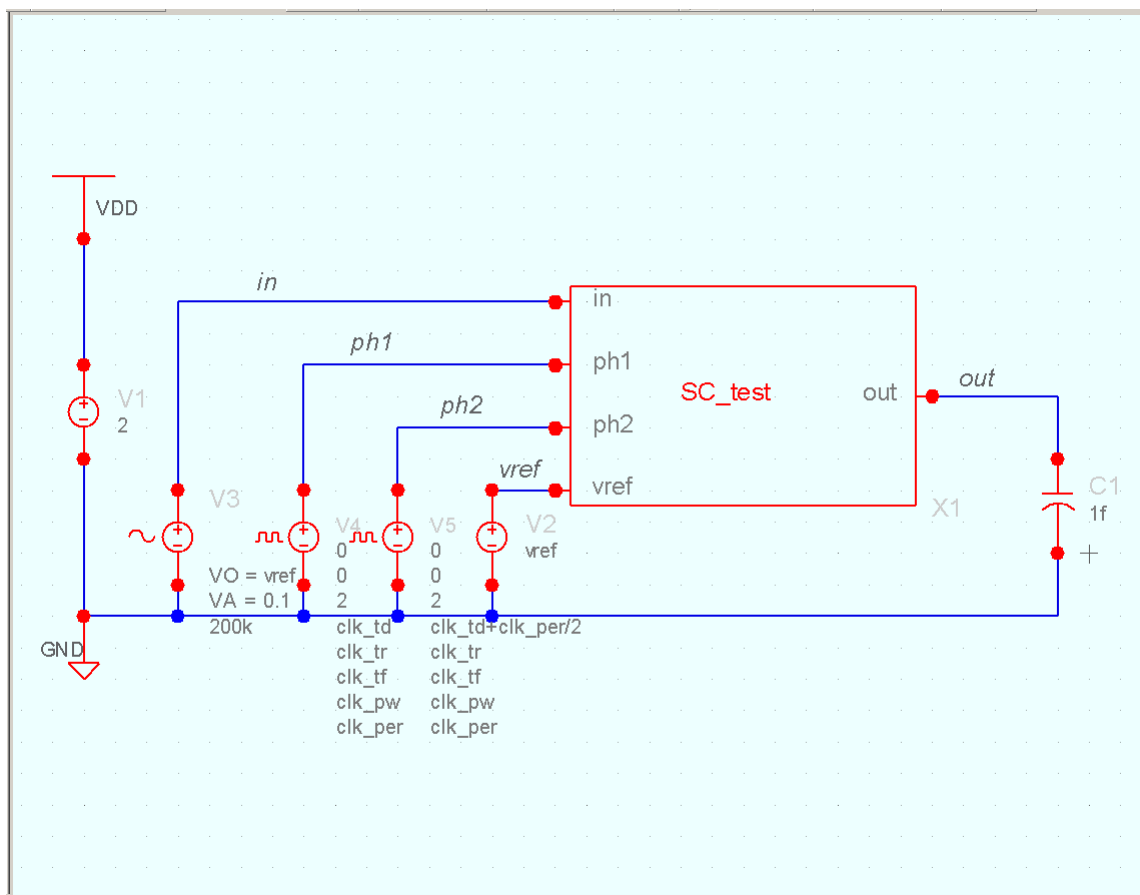 VDD
in
in
ph1
ph1
SC_test
out
out
V1
2
ph2
ph2
vref
vref
V3
V4
V5
V2
C1
1f
X1
0
0
vref
VO = vref
0
0
VA = 0.1
2
2
200k
clk_td
clk_td+clk_per/2
GND
clk_tr
clk_tr
clk_tf
clk_tf
clk_pw
clk_pw
clk_per
clk_per